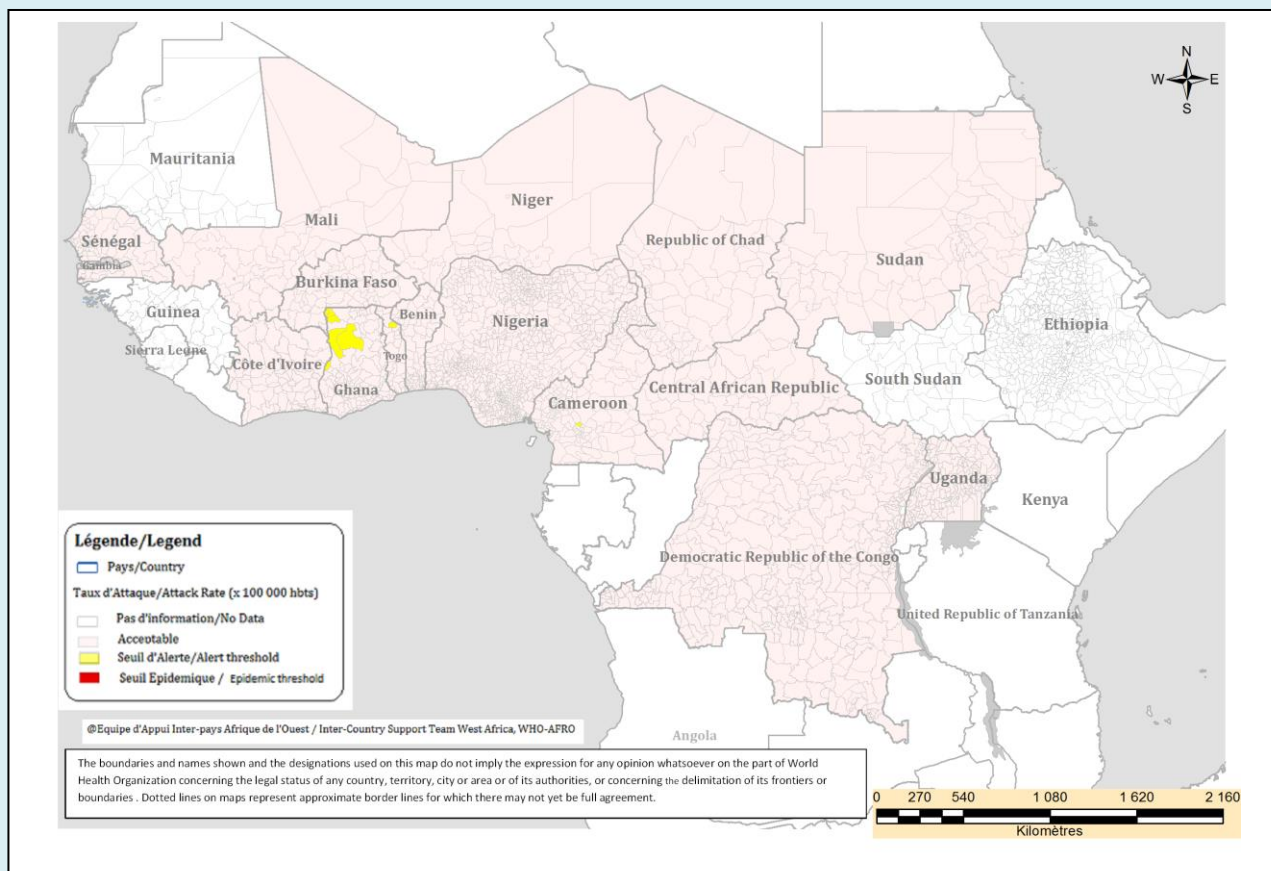 N
W E
S
Mauritania
Mali
Niger
Republic of Chad
Sudan
Sénégal
Gambia
Burkina Faso
Guinea
Benin
Nigeria
Ethiopia
Sierra Leone
Côte d'Ivoire
Togo
Ghana
South Sudan
Central African Republic
Cameroon
Uganda
Kenya
Democratic Republic of the Congo
United Republic of Tanzania
Angola
Légende/Legend
Pays/Country
Taux d'Attaque/Attack Rate (x 100 000 hbts)
Pas d'information/No Data
Acceptable
Seuil d'Alerte/Alert threshold
Seuil Epidemique / Epidemic threshold
@Equipe d'Appui Inter-pays Afrique de l'Ouest / Inter-Country Support Team West Africa, WHO-AFRO
The boundaries and names shown and the designations used on this map do not imply the expression for any opinion whatsoever on the part of World
Health Organization concerning the legal status of any country, territory, city or area or of its authorities, or concerning the delimitation of its frontiers or
boundaries . Dotted lines on maps represent approximate border lines for which there may not yet be full agreement.
0 270 540 1 080 1 620 2 160
Kilomètres